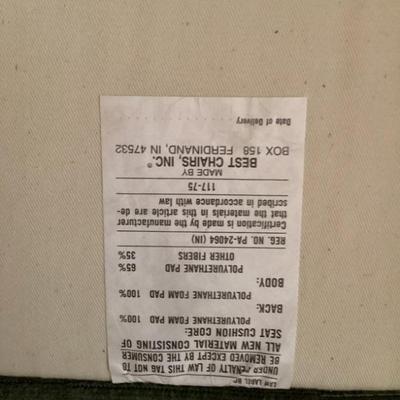 LAW LABEL RC
UNDER PENALTY OF LAW THIS TAG NOT TO
BE REMOVED EXCEPT BY THE CONSUMER
ALL NEW MATERIAL CONSISTING OF
SEAT CUSHION CORE:
POLYURETHANE FOAM PAD 100%
BACK:
POLYURETHANE FOAM PAD 100%
BODY:
POLYURETHANE PAD 65%
OTHER FIBERS 35%
REG. NO. PA-24064 (IN)
Certification is made by the manufacturer
that the materials in this article are de-
scribed in accordance with law
117-75
MADE BY
BEST CHAIRS, INC.®
BOX 158 FERDINAND, IN 47532
Date of Delivery